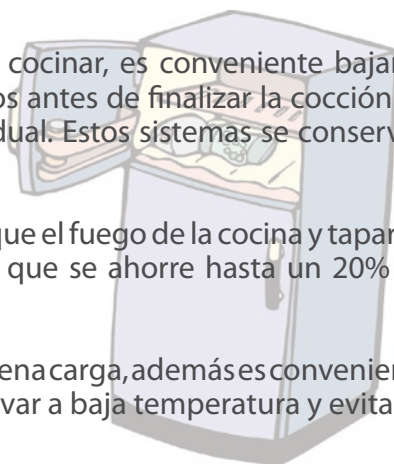 cocinar, es conveniente bajar
os antes de finalizar la cocción
dual. Estos sistemas se conserv
que el fuego de la cocina y tapar
que se ahorre hasta un 20%
ena carga, además es convenien
var a baja temperatura y evita